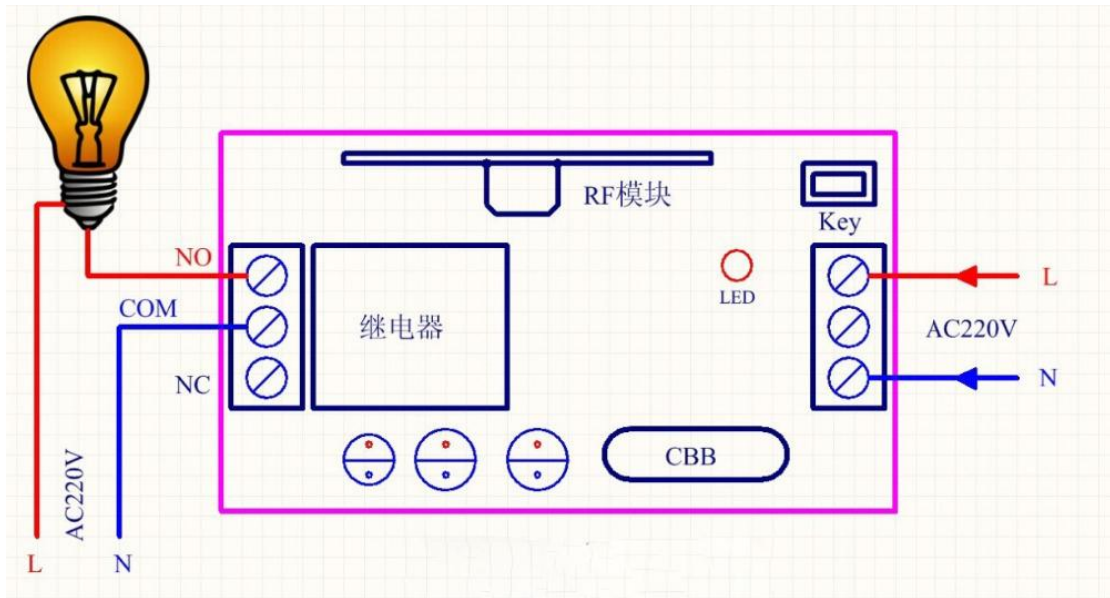 RF模块
Key
NO
L
LED
COM
继电器
AC220V
NC
N
CBB
AC220V
L
N